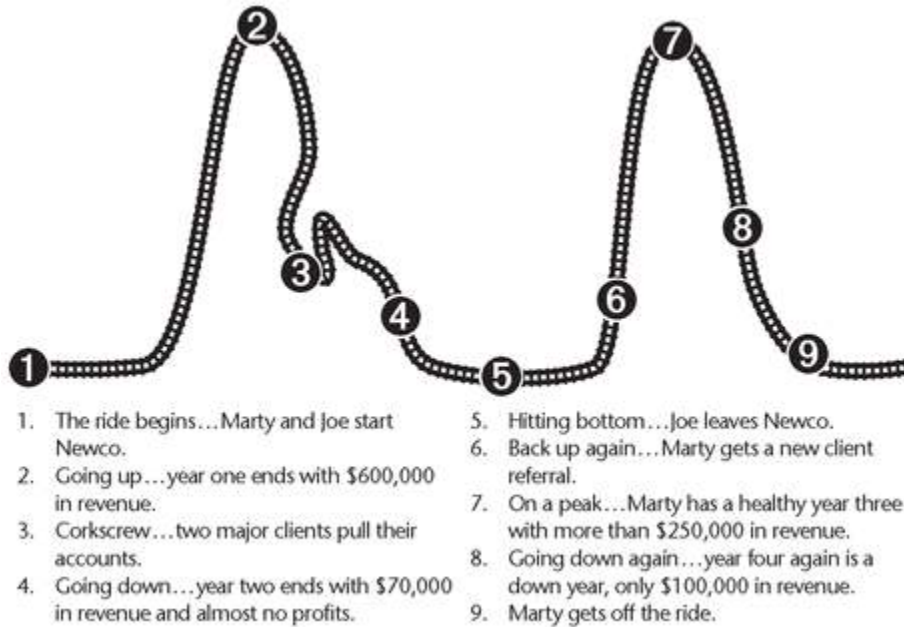 2
7
8
3
6
4
1
9
5
1. The ride begins…Marty and Joe start
Newco.
2. Going up…year one ends with $600,000
in revenue.
3. Corkscrew…two major clients pull their
accounts.
4. Going down…year two ends with $70,000
in revenue and almost no profits.
5. Hitting bottom…Joe leaves Newco.
6. Back up again…Marty gets a new client
referral.
7. On a peak…Marty has a healthy year three
with more than $250,000 in revenue.
8. Going down again…year four again is a
down year, only $100,000 in revenue.
9. Marty gets off the ride.